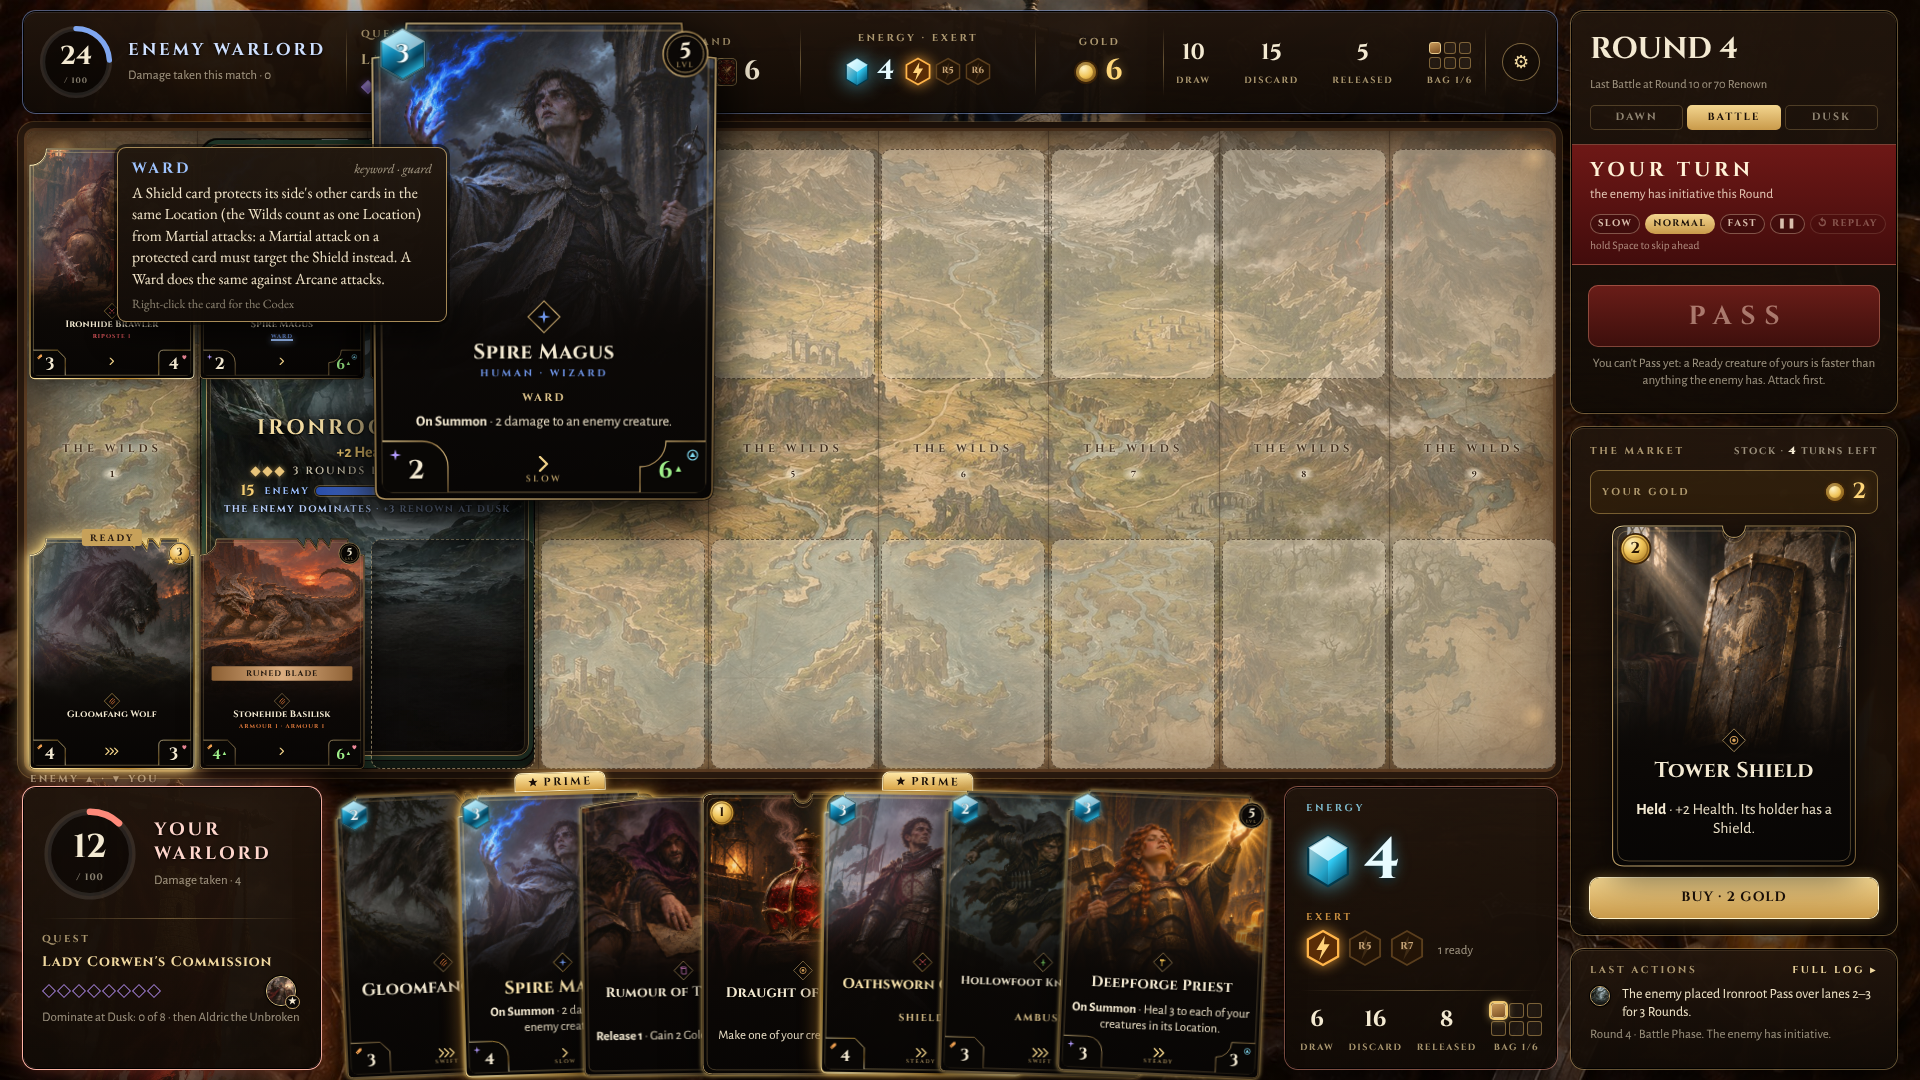 24
/ 100
ENEMY WARLORD
Damage taken this match · 0
6
ENERGY · EXERT
4
R5
R6
GOLD
6
10
DRAW
15
DISCARD
5
RELEASED
BAG 1/6
WARD
keyword · guard
A Shield card protects its side's other cards in the
same Location (the Wilds count as one Location)
from Martial attacks: a Martial attack on a
protected card must target the Shield instead. A
Ward does the same against Arcane attacks.
Right-click the card for the Codex
IRONHIDE BRAWLER
RIPOSTE 1
3
4
SPIRE MAGUS
WARD
2
6
3
5
LVL
SPIRE MAGUS
HUMAN · WIZARD
WARD
On Summon · 2 damage to an enemy creature.
2
SLOW
6
THE WILDS
1
15 ENEMY
THE ENEMY DOMINATES · +3 RENOWN AT DUSK
THE WILDS
5
THE WILDS
6
THE WILDS
7
THE WILDS
8
THE WILDS
9
READY
3
GLOOMFANG WOLF
4
3
5
RUNED BLADE
STONEHIDE BASILISK
ARMOUR 1 · ARMOUR 1
4
6
ENEMY ▲ · ▼ YOU
12
/ 100
YOUR
WARLORD
Damage taken · 4
QUEST
LADY CORWEN'S COMMISSION
Dominate at Dusk: 0 of 8 · then Aldric the Unbroken
2
3
SWIFT
★ PRIME
3
SPIRE
On Summon
4
SLOW
RUMOUR OF
Release 1 · Gain 2
1
DRAUGHT OF
Make one of your
★ PRIME
3
OATHSWORN
SHIELD
4
STEADY
2
HOLLOWFOOT
3
SWIFT
3
5
LVL
DEEPFORGE PRIEST
On Summon · Heal 3 to each of your
creatures in its Location.
3
STEADY
3
ENERGY
4
EXERT
R5
R7
1 ready
6
DRAW
16
DISCARD
8
RELEASED
BAG 1/6
ROUND 4
Last Battle at Round 10 or 70 Renown
DAWN
BATTLE
DUSK
YOUR TURN
the enemy has initiative this Round
SLOW
NORMAL
FAST
REPLAY
hold Space to skip ahead
PASS
You can't Pass yet: a Ready creature of yours is faster than
anything the enemy has. Attack first.
THE MARKET
STOCK · 4 TURNS LEFT
YOUR GOLD
2
2
TOWER SHIELD
Held · +2 Health. Its holder has a
Shield.
BUY · 2 GOLD
LAST ACTIONS
FULL LOG ▸
The enemy placed Ironroot Pass over lanes 2–3
for 3 Rounds.
Round 4 · Battle Phase. The enemy has initiative.